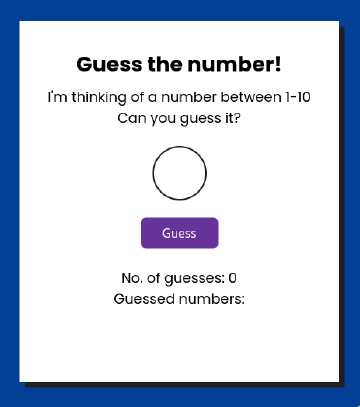 Guess the number!
I'm thinking of a number between 1-10
Can you guess it?
Guess
No. of guesses: 0
Guessed numbers: